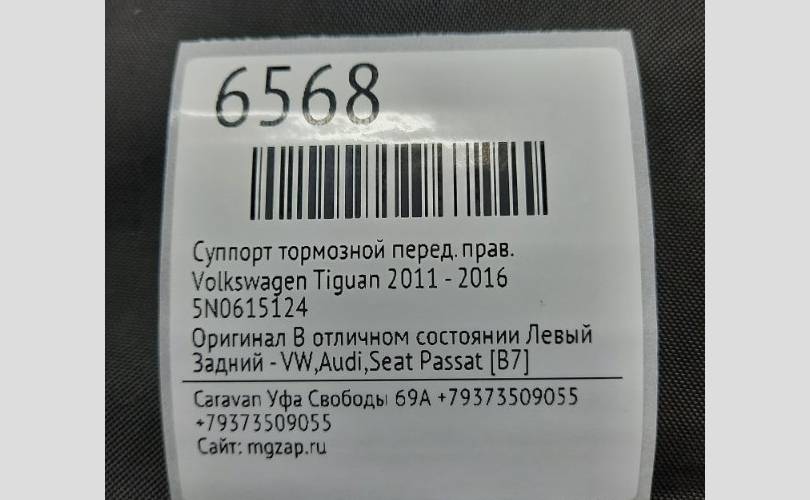 6568
Суппорт тормозной перед. прав.
Volkswagen Tiguan 2011 - 2016
5N0615124
Оригинал В отличном состоянии Левый
Задний - VW,Audi,Seat Passat [B7]
Caravan Уфа Свободы 69А +79373509055
+79373509055
Сайт: mgzap.ru